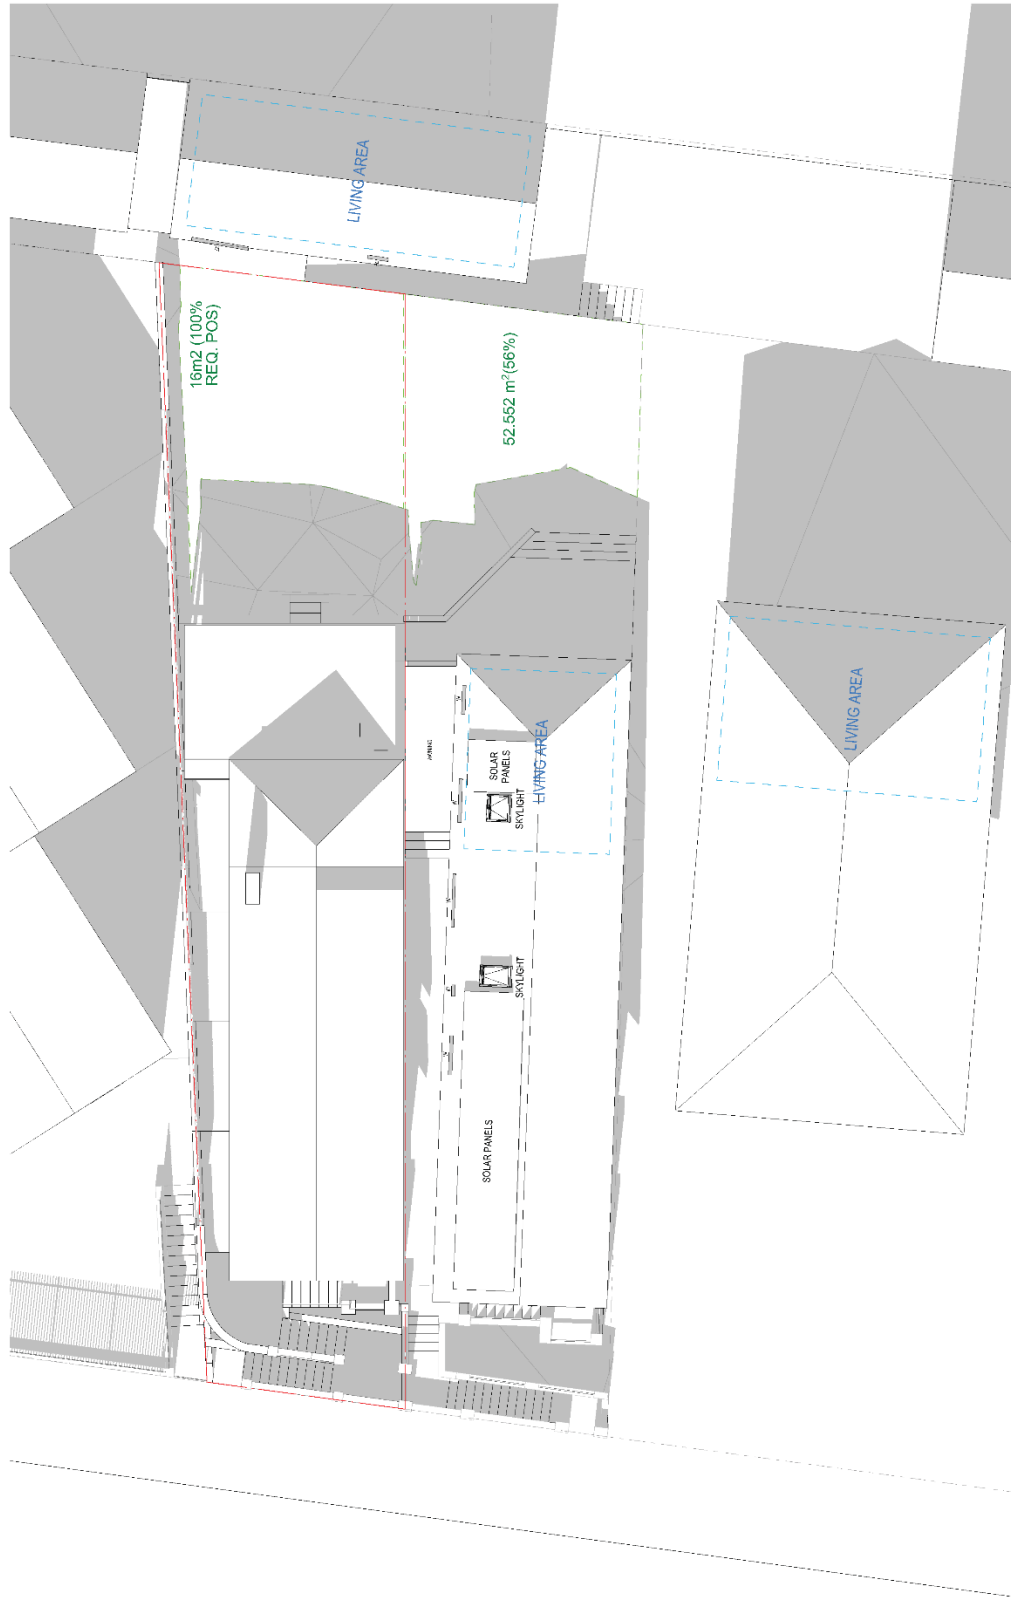 LIVING AREA
16m2 (100%
REQ. POS)
52.552 m²(56%)
LIVING AREA
AWNING
SOLAR
PANELS
SKYLIGHT
LIVING AREA
SKYLIGHT
SOLAR PANELS